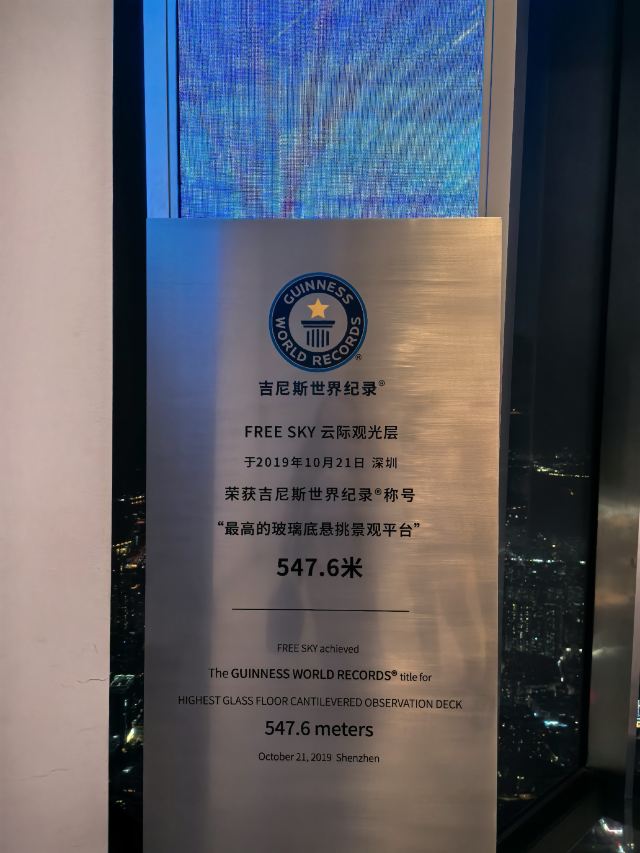 GUINNESS
WORLD RECORDS®
吉尼斯世界纪录®
FREE SKY 云际观光层
于2019年10月21日 深圳
荣获吉尼斯世界纪录®称号
“最高的玻璃底悬挑景观平台”
547.6米
FREE SKY achieved
The GUINNESS WORLD RECORDS® title for
HIGHEST GLASS FLOOR CANTILEVERED OBSERVATION DECK
547.6 meters
October 21, 2019 Shenzhen